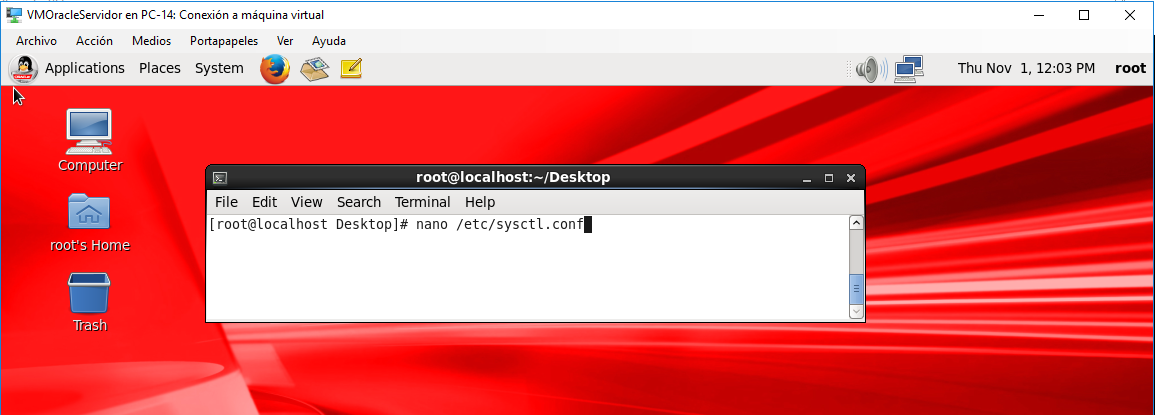 VMOracleServidor en PC-14: Conexión a máquina virtual
Archivo Acción Medios Portapapeles Ver Ayuda
Applications Places System Thu Nov 1, 12:03 PM root
Computer
root's Home
Trash
root@localhost:~/Desktop
File Edit View Search Terminal Help
[root@localhost Desktop]# nano /etc/sysctl.conf